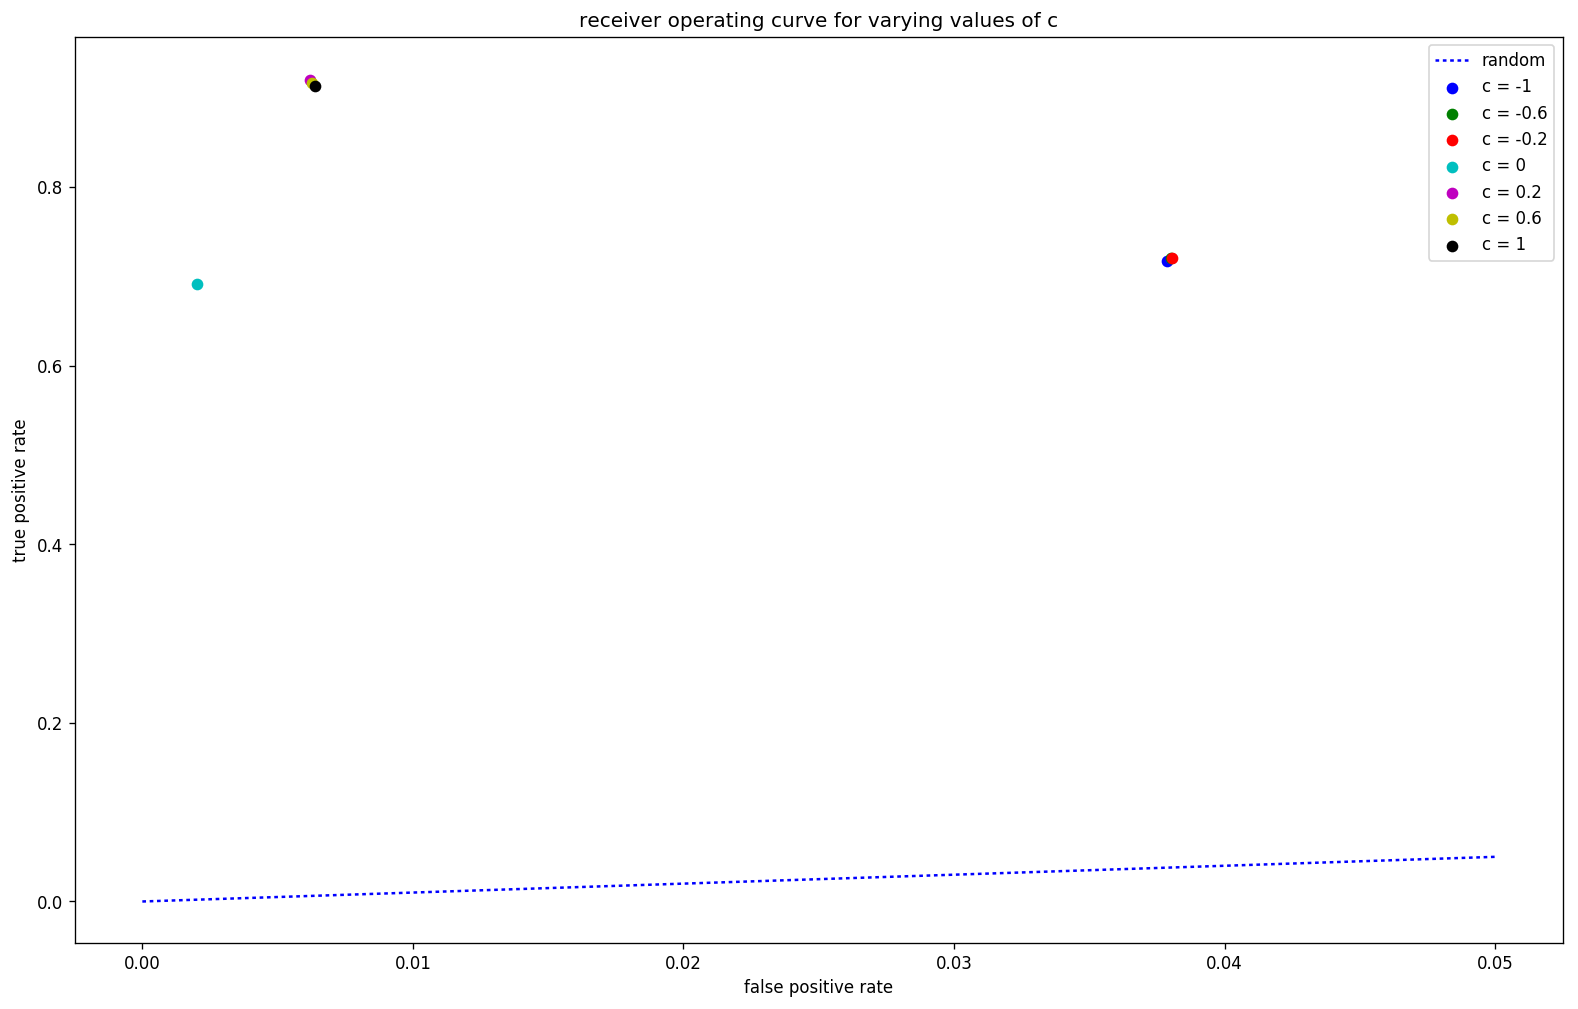 receiver operating curve for varying values of c
random
c = -1
c = -0.6
c = -0.2
c = 0
c = 0.2
c = 0.6
c = 1
true positive rate
0.8
0.6
0.4
0.2
0.0
0.00 0.01 0.02 0.03 0.04 0.05
false positive rate